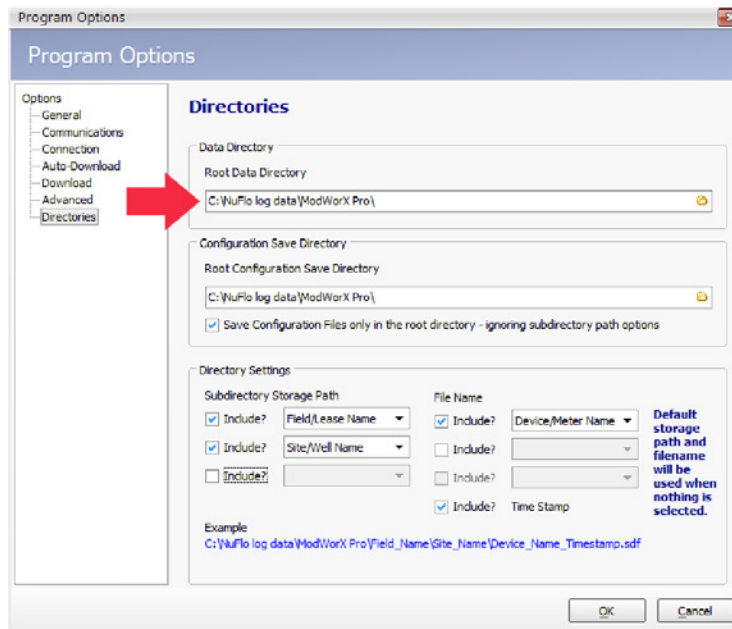 Program Options
Program Options
Options
General
Communications
Connection
Auto-Download
Download
Advanced
Directories
Directories
Data Directory
Root Data Directory
C:\NuFlo log data\ModWorX Pro\
Configuration Save Directory
Root Configuration Save Directory
C:\NuFlo log data\ModWorX Pro\
Save Configuration Files only in the root directory - ignoring subdirectory path options
Directory Settings
Subdirectory Storage Path
Include? Field/Lease Name
Include? Site/Well Name
Include?
File Name
Include? Device/Meter Name
Include?
Include?
Include? Time Stamp
Default
storage
path and
filename
will be
used when
nothing is
selected.
Example
C:\NuFlo log data\ModWorX Pro\Field_Name\Site_Name\Device_Name_Timestamp.sdf
OK Cancel